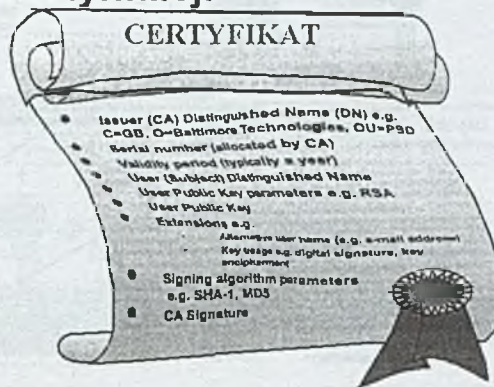 CERTYFIKAT
Issuer (CA) Distinguished Name (DN) e.g.
C=GB, O=Baltimore Technologies, OU=PSD
Serial number (allocated by CA)
Validity period (typically a year)
User (Subject) Distinguished Name
User Public Key parameters e.g. RSA
User Public Key
Extensions e.g.
Alternative user name (e.g. e-mail address)
Key usage e.g. digital signature, key
encipherment
Signing algorithm parameters
e.g. SHA-1, MD5
CA Signature